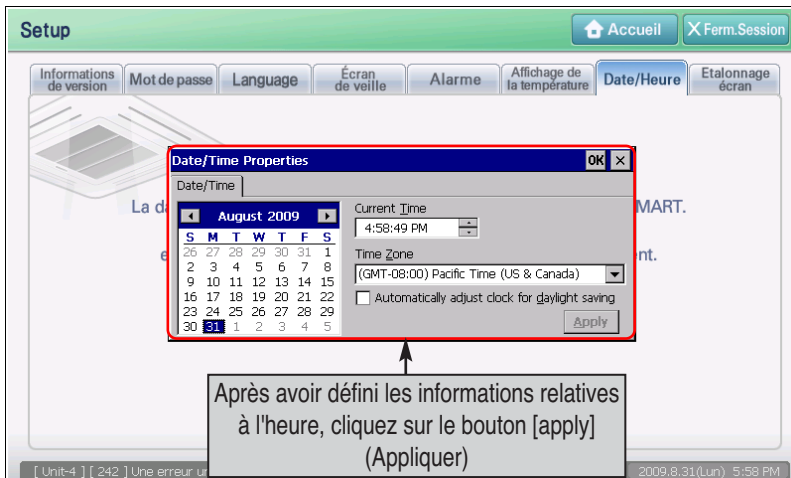 Setup
Accueil
X Ferm.Session
Informations
de version
Mot de passe
Language
Écran
de veille
Alarme
Affichage de
la température
Date/Heure
Etalonnage
écran
La
MART.
Date/Time Properties
OK ×
Date/Time
August 2009
S M T W T F S
26 27 28 29 30 31 1
2 3 4 5 6 7 8
9 10 11 12 13 14 15
16 17 18 19 20 21 22
23 24 25 26 27 28 29
30 31 1 2 3 4 5
Current Time
4:58:49 PM
Time Zone
(GMT-08:00) Pacific Time (US & Canada)
Automatically adjust clock for daylight saving
Apply
Après avoir défini les informations relatives
à l'heure, cliquez sur le bouton [apply]
(Appliquer)
[ Unit-4 ] [ 242 ] Une erreur
2009.8.31(Lun) 5:58 PM